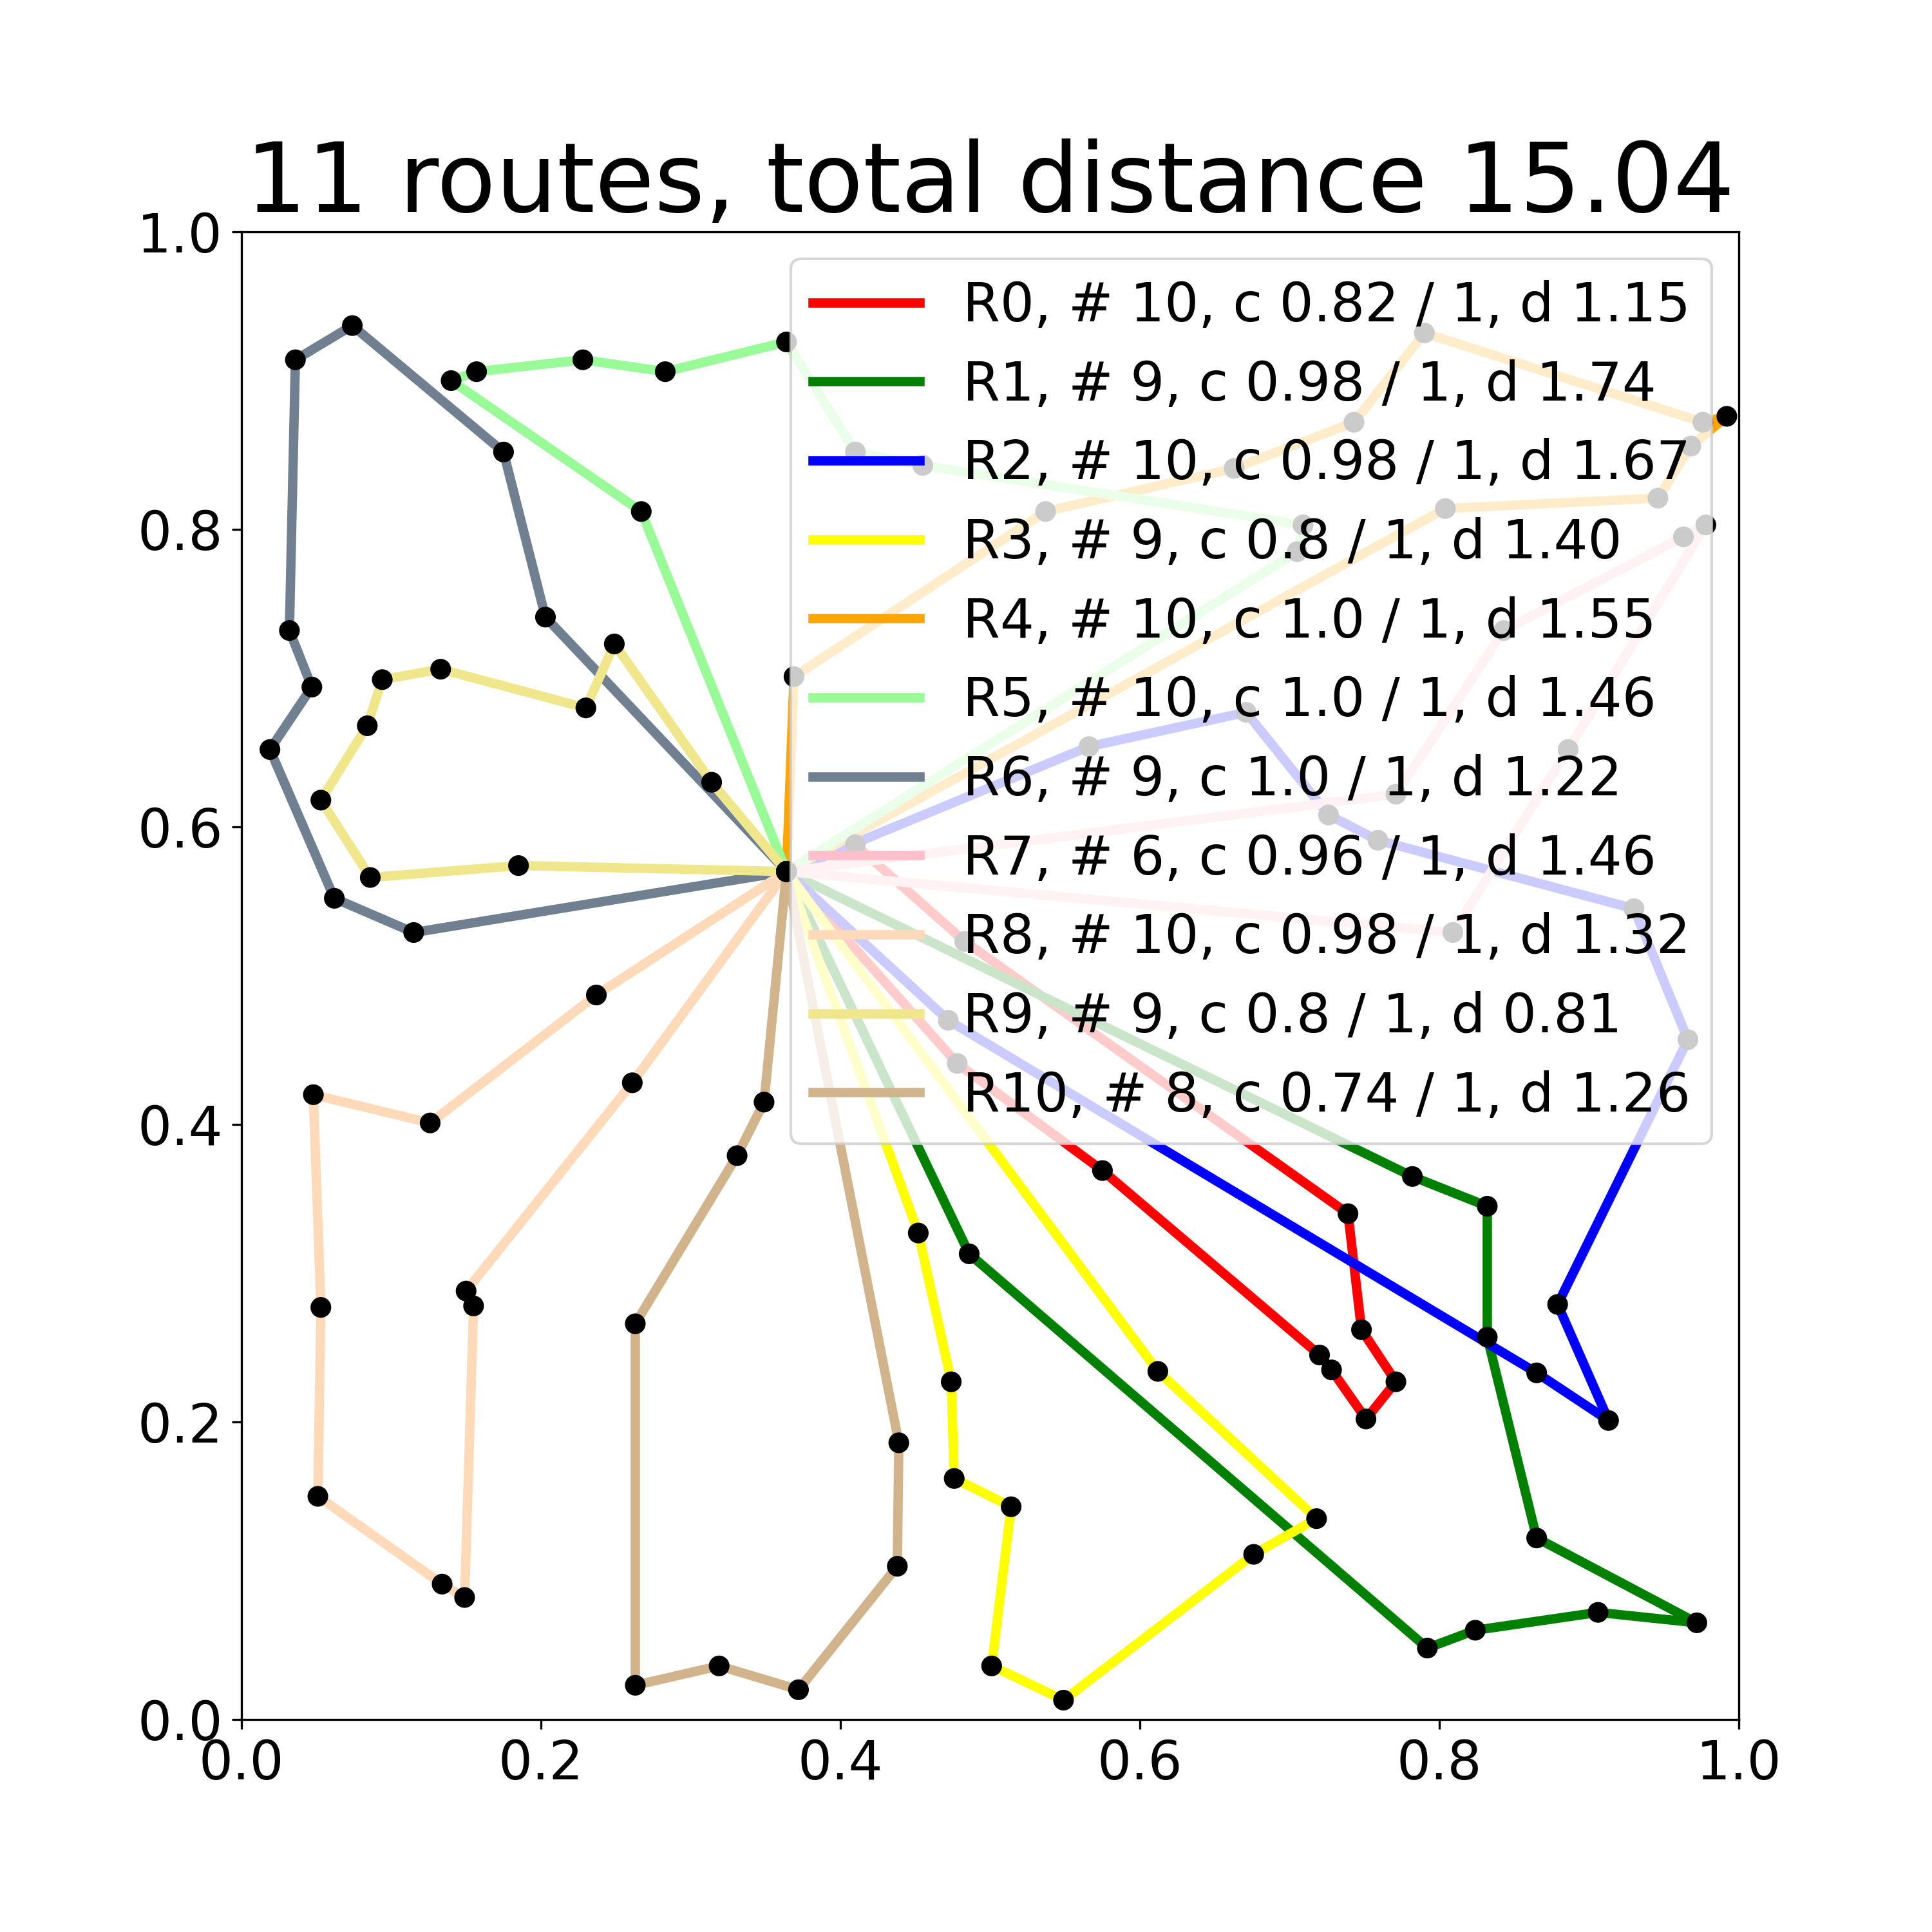 11 routes, total distance 15.04
1.0
0.8
0.6
0.4
0.2
0.0
0.0 0.2 0.4 0.6 0.8 1.0
R0, # 10, c 0.82 / 1, d 1.15
R1, # 9, c 0.98 / 1, d 1.74
R2, # 10, c 0.98 / 1, d 1.67
R3, # 9, c 0.8 / 1, d 1.40
R4, # 10, c 1.0 / 1, d 1.55
R5, # 10, c 1.0 / 1, d 1.46
R6, # 9, c 1.0 / 1, d 1.22
R7, # 6, c 0.96 / 1, d 1.46
R8, # 10, c 0.98 / 1, d 1.32
R9, # 9, c 0.8 / 1, d 0.81
R10, # 8, c 0.74 / 1, d 1.26